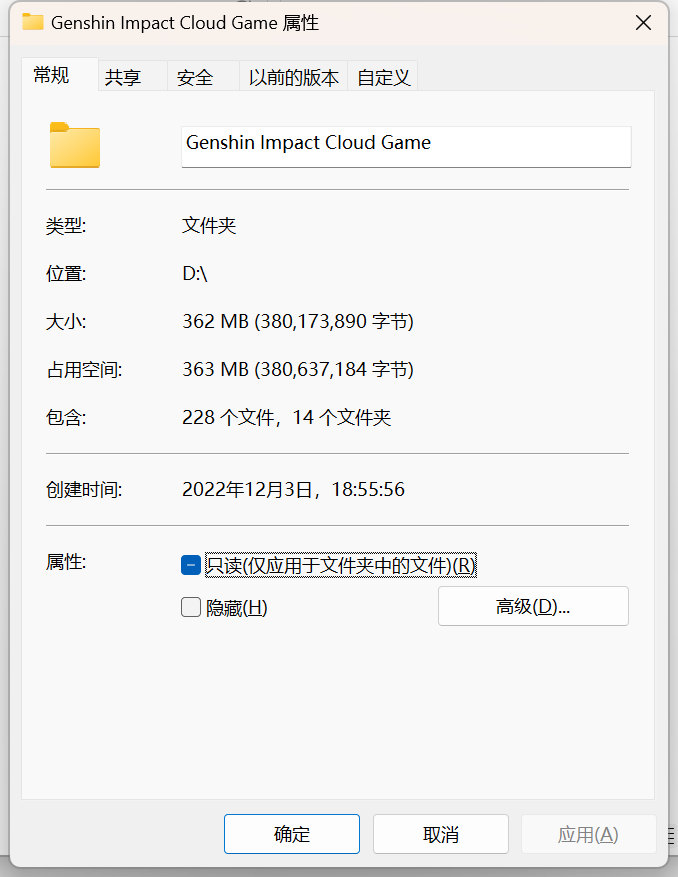 Genshin Impact Cloud Game 属性
常规 共享 安全 以前的版本 自定义
Genshin Impact Cloud Game
类型: 文件夹
位置: D:\
大小: 362 MB (380,173,890 字节)
占用空间: 363 MB (380,637,184 字节)
包含: 228 个文件，14 个文件夹
创建时间: 2022年12月3日，18:55:56
属性: 只读(仅应用于文件夹中的文件)(R)
隐藏(H) 高级(D)...
确定 取消 应用(A)